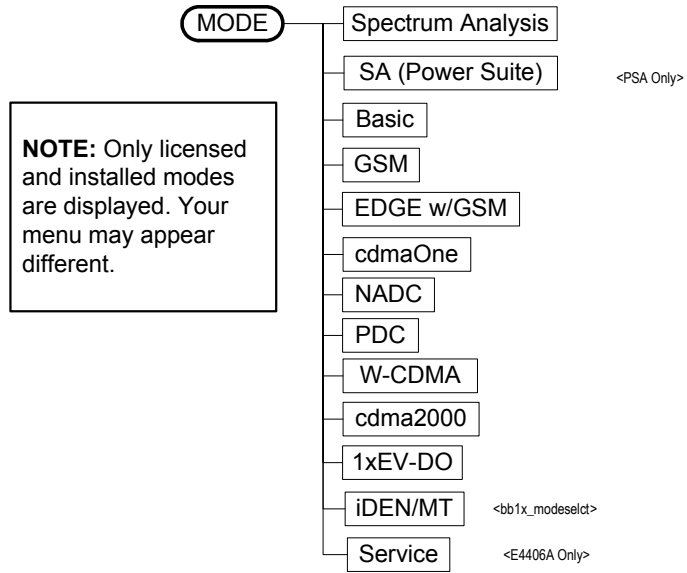 MODE
Spectrum Analysis
SA (Power Suite) <PSA Only>
Basic
GSM
EDGE w/GSM
cdmaOne
NADC
PDC
W-CDMA
cdma2000
1xEV-DO
iDEN/MT <bb1x_modeselct>
Service <E4406A Only>
NOTE: Only licensed
and installed modes
are displayed. Your
menu may appear
different.